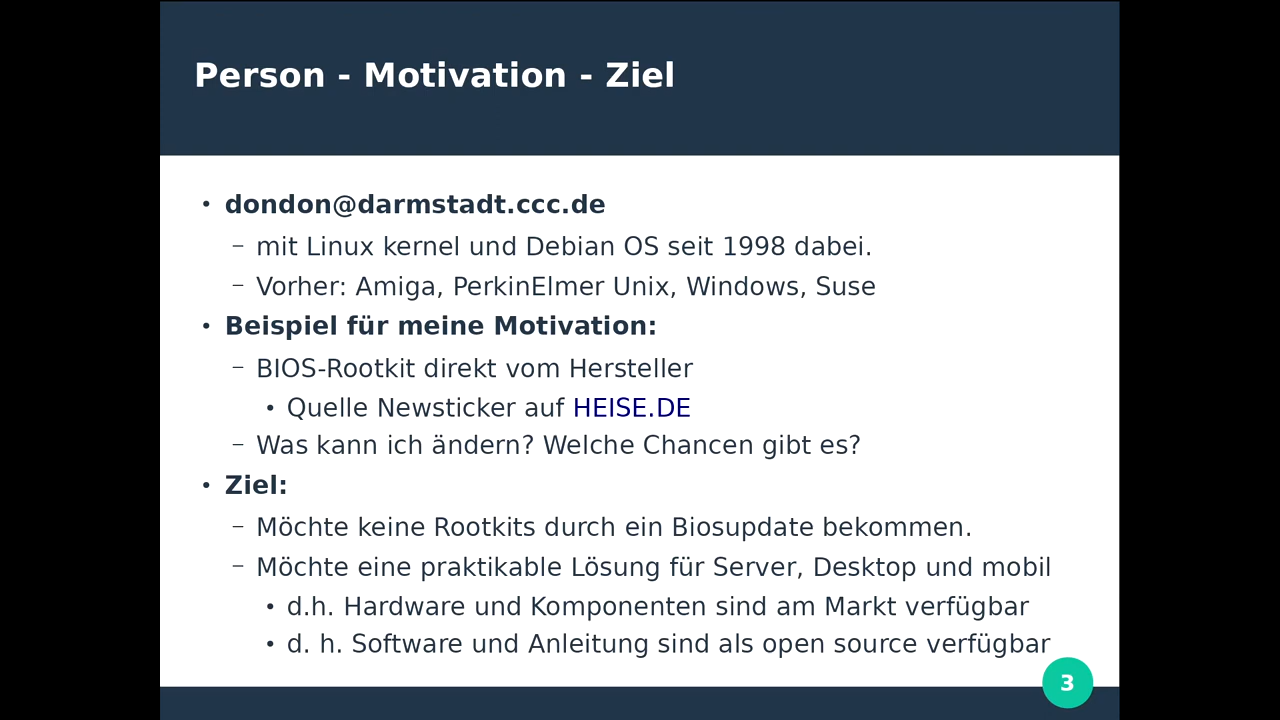 Person - Motivation - Ziel
• dondon@darmstadt.ccc.de
– mit Linux kernel und Debian OS seit 1998 dabei.
– Vorher: Amiga, PerkinElmer Unix, Windows, Suse
• Beispiel für meine Motivation:
– BIOS-Rootkit direkt vom Hersteller
• Quelle Newsticker auf HEISE.DE
– Was kann ich ändern? Welche Chancen gibt es?
• Ziel:
– Möchte keine Rootkits durch ein Biosupdate bekommen.
– Möchte eine praktikable Lösung für Server, Desktop und mobil
• d.h. Hardware und Komponenten sind am Markt verfügbar
• d. h. Software und Anleitung sind als open source verfügbar
3